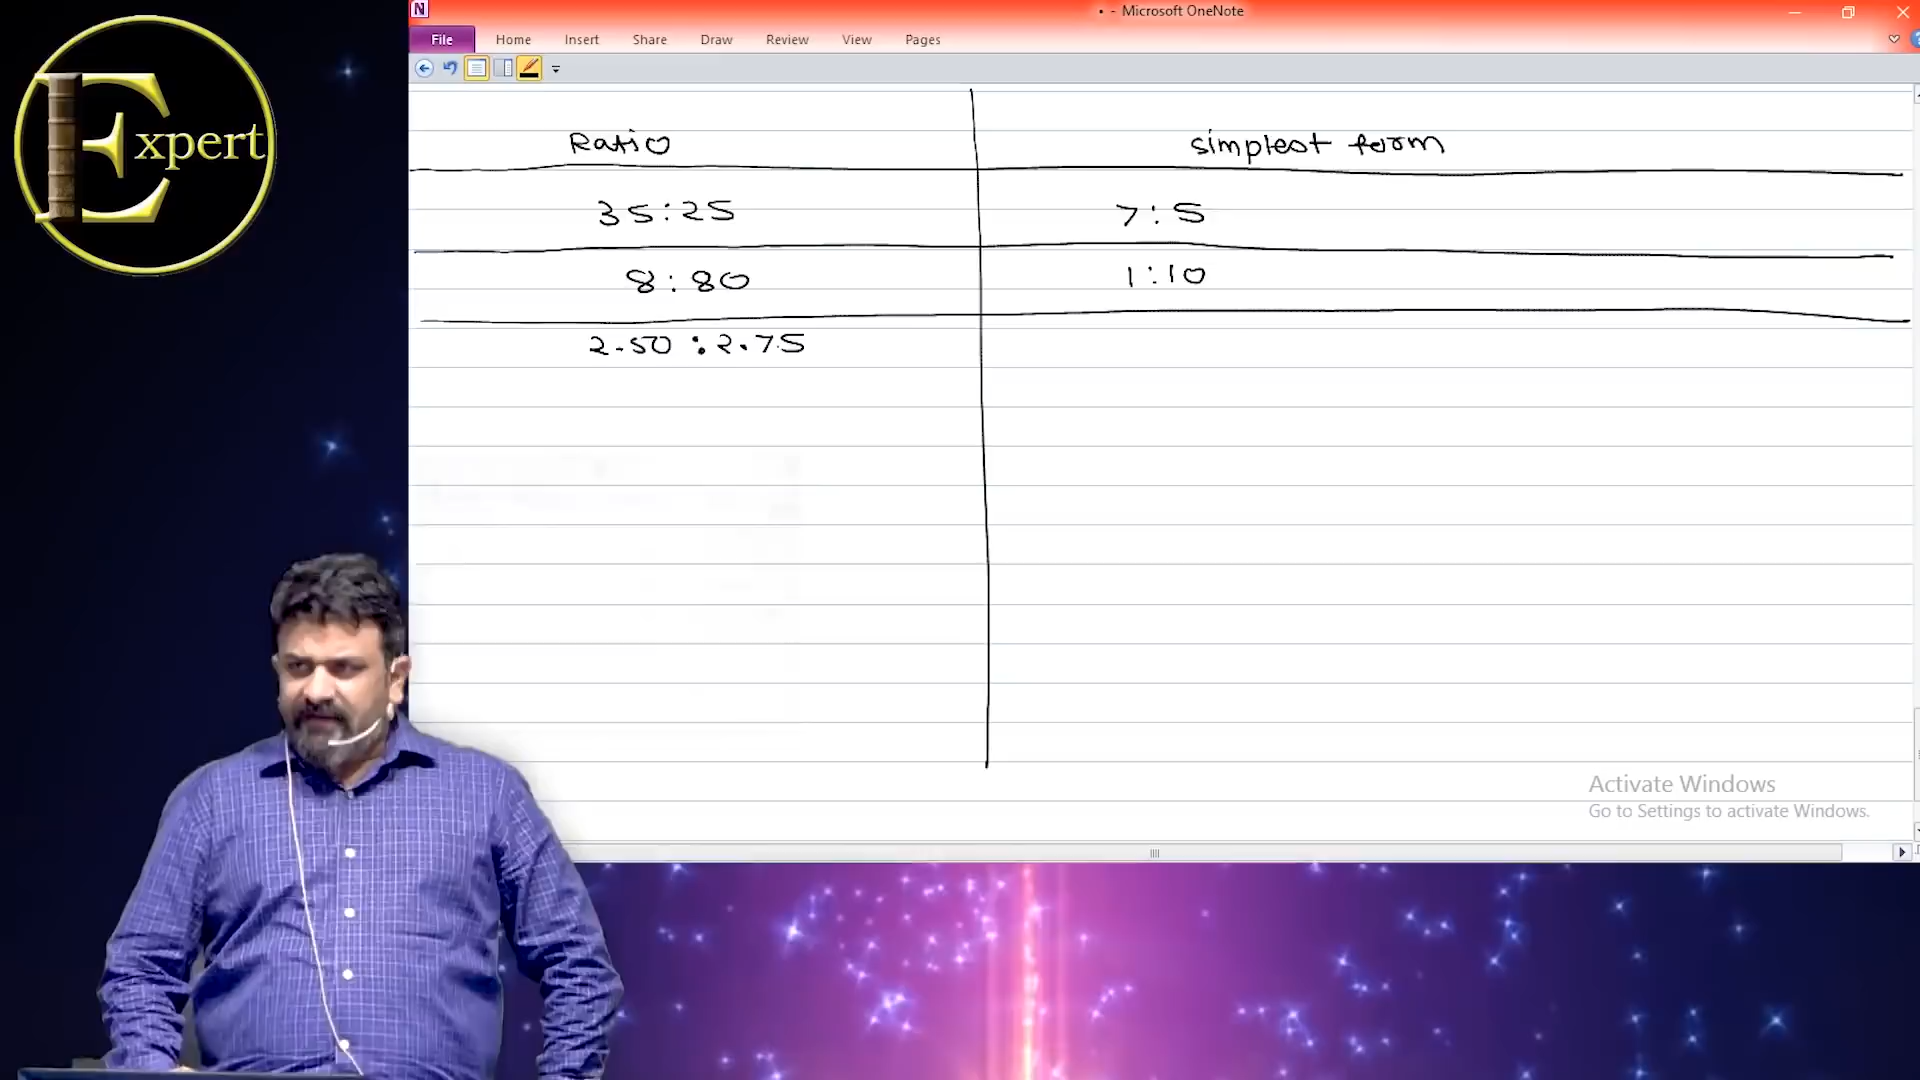 Expert
• - Microsoft OneNote
File Home Insert Share Draw Review View Pages
Ratio simplest form
35:25 7:5
8:80 1:10
2.50 : 2.75
Activate Windows
Go to Settings to activate Windows.